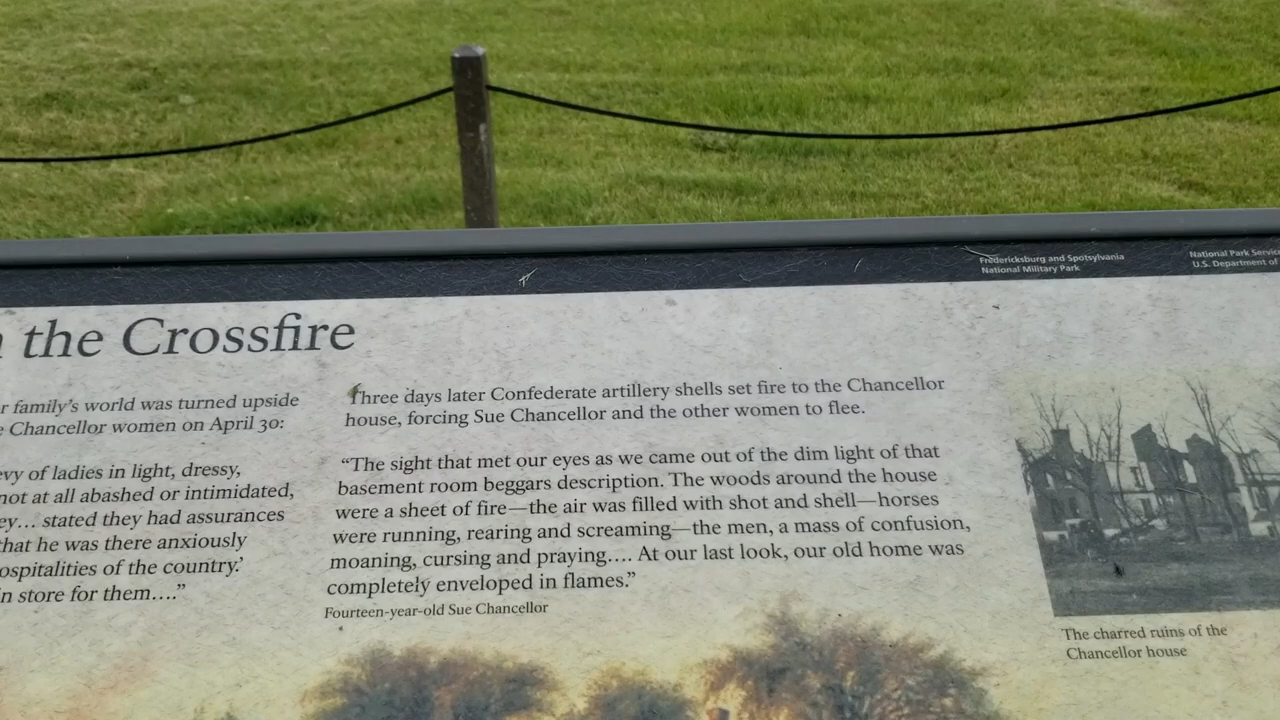 Fredericksburg and Spotsylvania
National Military Park
National Park Service
U.S. Department of
the Crossfire
family's world was turned upside
Chancellor women on April 30:
of ladies in light, dressy,
not at all abashed or intimidated,
… stated they had assurances
that he was there anxiously
of the country.'
in store for them….”
Three days later Confederate artillery shells set fire to the Chancellor
house, forcing Sue Chancellor and the other women to flee.
“The sight that met our eyes as we came out of the dim light of that
basement room beggars description. The woods around the house
were a sheet of fire—the air was filled with shot and shell—horses
were running, rearing and screaming—the men, a mass of confusion,
moaning, cursing and praying…. At our last look, our old home was
completely enveloped in flames.”
Fourteen-year-old Sue Chancellor
The charred ruins of the
Chancellor house